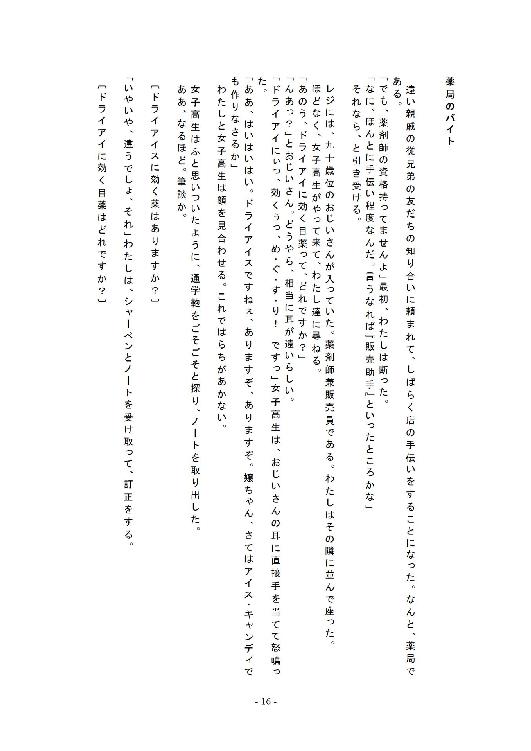 薬局のバイト
遠い親戚の従兄弟の友だちの知り合いに頼まれて、しばらく店の手伝いをすることになった。なんと、薬局で
ある。
「でも、薬剤師の資格持ってませんよ」最初、わたしは断った。
「なに、ほんとに手伝い程度なんだ。言うなれば『販売助手』といったところかな」
それなら、と引き受ける。
レジには、九十歳位のおじいさんが入っていた。薬剤師兼販売員である。わたしはその隣に並んで座った。
ほどなく、女子高生がやって来て、わたし達に尋ねる。
「あのう、ドライアイに効く目薬って、どれですか？」
「んあっ？」とおじいさん。どうやら、相当に耳が遠いらしい。
「ドライアイにぃっ、効くぅっ、め・ぐ・す・り！　ですっ」女子高生は、おじいさんの耳に直接手を当てて怒鳴っ
た。
「ああ、はいはいはい。ドライアイスですねぇ、ありますぞ、ありますぞ。嬢ちゃん、さてはアイス・キャンディで
も作りなさるか」
わたしと女子高生は顔を見合わせる。これではらちがあかない。
女子高生はふと思いついたように、通学鞄をごそごそと探り、ノートを取り出した。
ああ、なるほど。筆談か。
〔ドライアイスに効く薬はありますか？〕
「いやいや、違うでしょ、それ」わたしは、シャーペンとノートを受け取って、訂正をする。
〔ドライアイに効く目薬はどれですか？〕
- 16 -